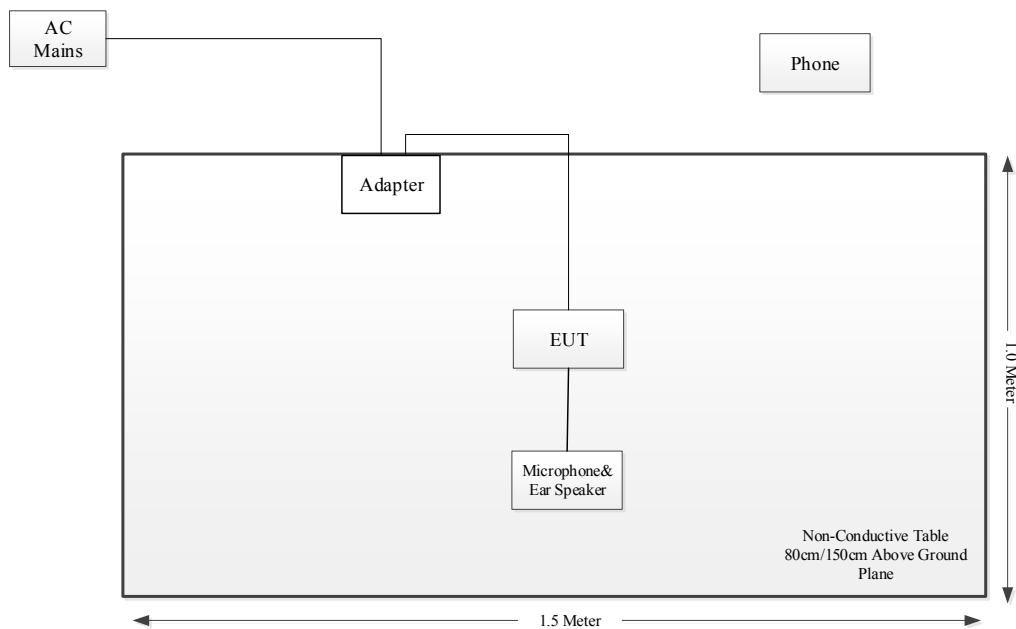 AC
Mains
Phone
Adapter
EUT
Microphone&
Ear Speaker
Non-Conductive Table
80cm/150cm Above Ground
Plane
1.0 Meter
1.5 Meter